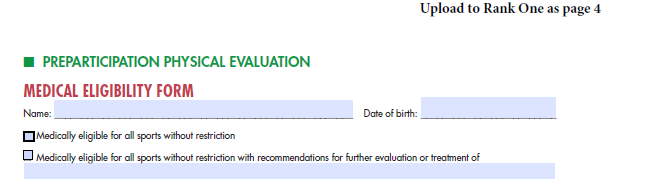 Upload to Rank One as page 4
PREPARTICIPATION PHYSICAL EVALUATION
MEDICAL ELIGIBILITY FORM
Name: Date of birth:
Medically eligible for all sports without restriction
Medically eligible for all sports without restriction with recommendations for further evaluation or treatment of